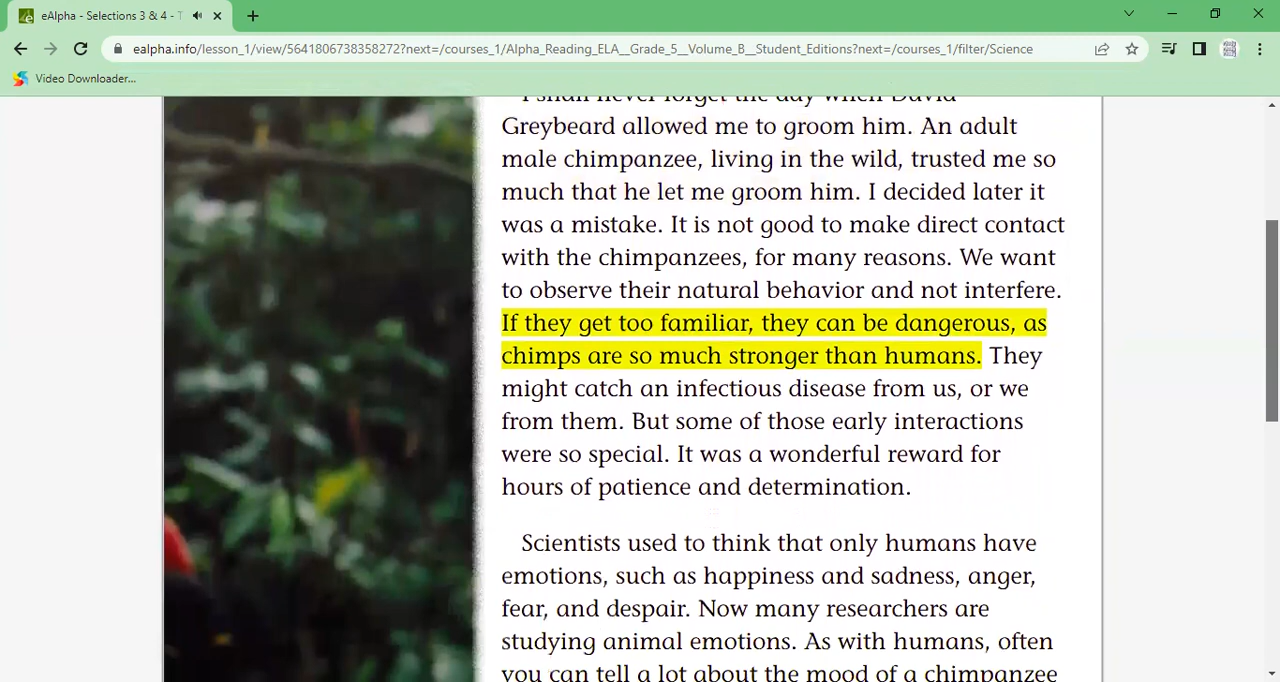 eAlpha - Selections 3 & 4 - T
ealpha.info/lesson_1/view/5641806738358272?next=/courses_1/Alpha_Reading_ELA__Grade_5__Volume_B__Student_Editions?next=/courses_1/filter/Science
Video Downloader...
I shall never forget the day when David
Greybeard allowed me to groom him. An adult
male chimpanzee, living in the wild, trusted me so
much that he let me groom him. I decided later it
was a mistake. It is not good to make direct contact
with the chimpanzees, for many reasons. We want
to observe their natural behavior and not interfere.
If they get too familiar, they can be dangerous, as
chimps are so much stronger than humans. They
might catch an infectious disease from us, or we
from them. But some of those early interactions
were so special. It was a wonderful reward for
hours of patience and determination.
Scientists used to think that only humans have
emotions, such as happiness and sadness, anger,
fear, and despair. Now many researchers are
studying animal emotions. As with humans, often
you can tell a lot about the mood of a chimpanzee